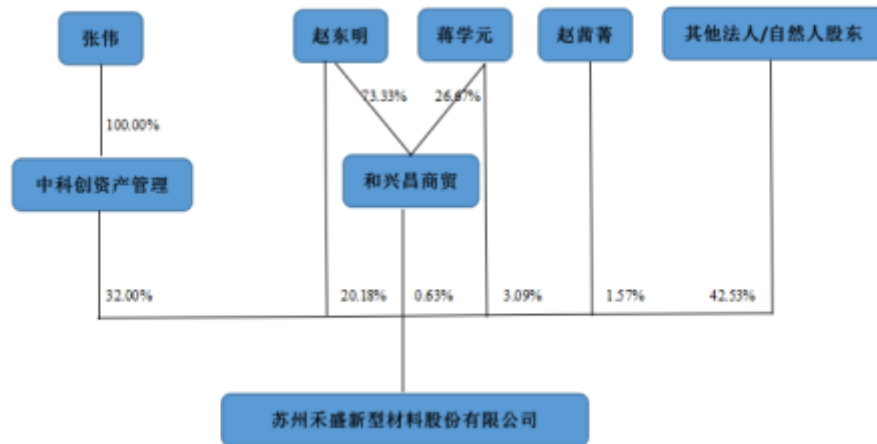 张伟
赵东明
蒋学元
赵茜菁
其他法人/自然人股东
73.33%
26.67%
100.00%
中科创资产管理
和兴昌商贸
32.00%
20.18%
0.63%
3.09%
1.57%
42.53%
苏州禾盛新型材料股份有限公司